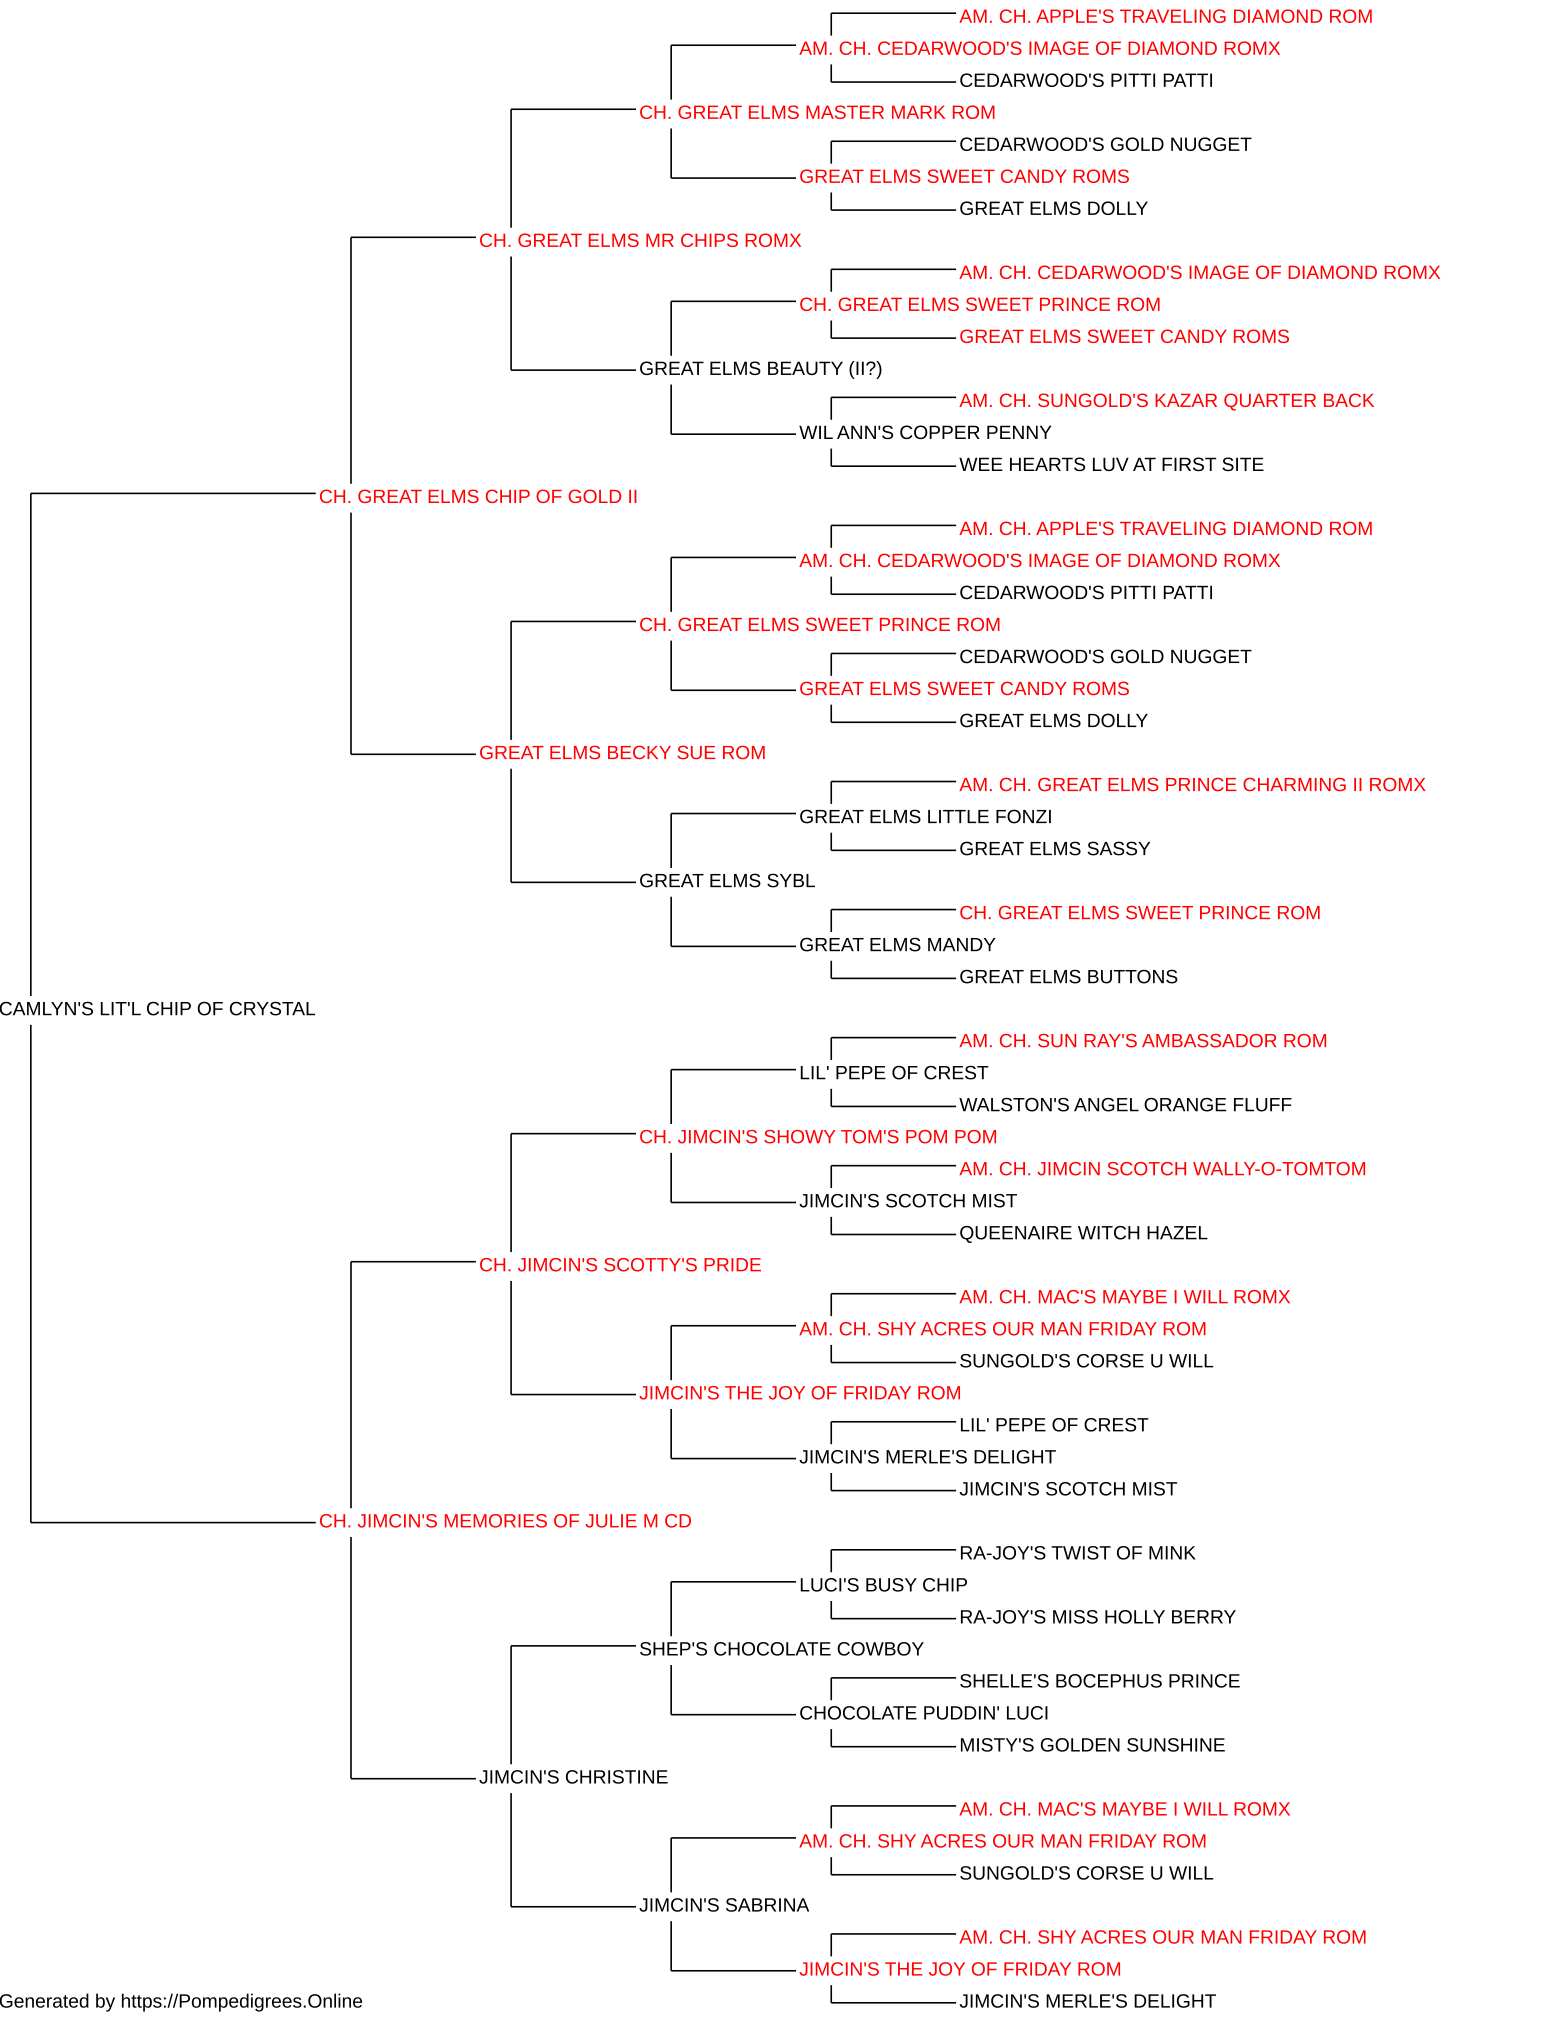 AM. CH. APPLE'S TRAVELING DIAMOND ROM
AM. CH. CEDARWOOD'S IMAGE OF DIAMOND ROMX
CEDARWOOD'S PITTI PATTI
CH. GREAT ELMS MASTER MARK ROM
CEDARWOOD'S GOLD NUGGET
GREAT ELMS SWEET CANDY ROMS
GREAT ELMS DOLLY
CH. GREAT ELMS MR CHIPS ROMX
AM. CH. CEDARWOOD'S IMAGE OF DIAMOND ROMX
CH. GREAT ELMS SWEET PRINCE ROM
GREAT ELMS SWEET CANDY ROMS
GREAT ELMS BEAUTY (II?)
AM. CH. SUNGOLD'S KAZAR QUARTER BACK
WIL ANN'S COPPER PENNY
WEE HEARTS LUV AT FIRST SITE
CH. GREAT ELMS CHIP OF GOLD II
AM. CH. APPLE'S TRAVELING DIAMOND ROM
AM. CH. CEDARWOOD'S IMAGE OF DIAMOND ROMX
CEDARWOOD'S PITTI PATTI
CH. GREAT ELMS SWEET PRINCE ROM
CEDARWOOD'S GOLD NUGGET
GREAT ELMS SWEET CANDY ROMS
GREAT ELMS DOLLY
GREAT ELMS BECKY SUE ROM
AM. CH. GREAT ELMS PRINCE CHARMING II ROMX
GREAT ELMS LITTLE FONZI
GREAT ELMS SASSY
GREAT ELMS SYBL
CH. GREAT ELMS SWEET PRINCE ROM
GREAT ELMS MANDY
GREAT ELMS BUTTONS
CAMLYN'S LIT'L CHIP OF CRYSTAL
AM. CH. SUN RAY'S AMBASSADOR ROM
LIL' PEPE OF CREST
WALSTON'S ANGEL ORANGE FLUFF
CH. JIMCIN'S SHOWY TOM'S POM POM
AM. CH. JIMCIN SCOTCH WALLY-O-TOMTOM
JIMCIN'S SCOTCH MIST
QUEENAIRE WITCH HAZEL
CH. JIMCIN'S SCOTTY'S PRIDE
AM. CH. MAC'S MAYBE I WILL ROMX
AM. CH. SHY ACRES OUR MAN FRIDAY ROM
SUNGOLD'S CORSE U WILL
JIMCIN'S THE JOY OF FRIDAY ROM
LIL' PEPE OF CREST
JIMCIN'S MERLE'S DELIGHT
JIMCIN'S SCOTCH MIST
CH. JIMCIN'S MEMORIES OF JULIE M CD
RA-JOY'S TWIST OF MINK
LUCI'S BUSY CHIP
RA-JOY'S MISS HOLLY BERRY
SHEP'S CHOCOLATE COWBOY
SHELLE'S BOCEPHUS PRINCE
CHOCOLATE PUDDIN' LUCI
MISTY'S GOLDEN SUNSHINE
JIMCIN'S CHRISTINE
AM. CH. MAC'S MAYBE I WILL ROMX
AM. CH. SHY ACRES OUR MAN FRIDAY ROM
SUNGOLD'S CORSE U WILL
JIMCIN'S SABRINA
AM. CH. SHY ACRES OUR MAN FRIDAY ROM
JIMCIN'S THE JOY OF FRIDAY ROM
JIMCIN'S MERLE'S DELIGHT
Generated by https://Pompedigrees.Online